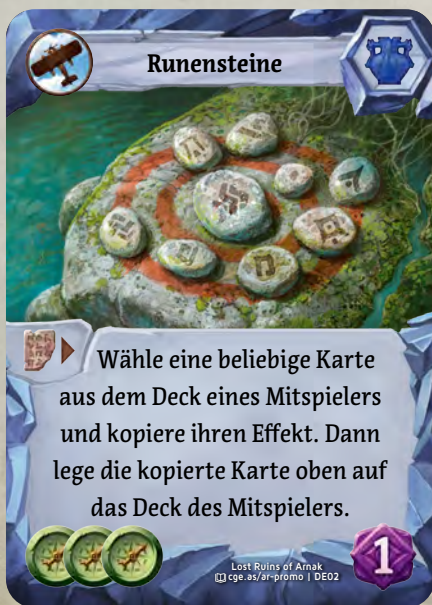 Runensteine
Wähle eine beliebige Karte
aus dem Deck eines Mitspielers
und kopiere ihren Effekt. Dann
lege die kopierte Karte oben auf
das Deck des Mitspielers.
Lost Ruins of Arnak
cge.as/ar-promo | DE02
1